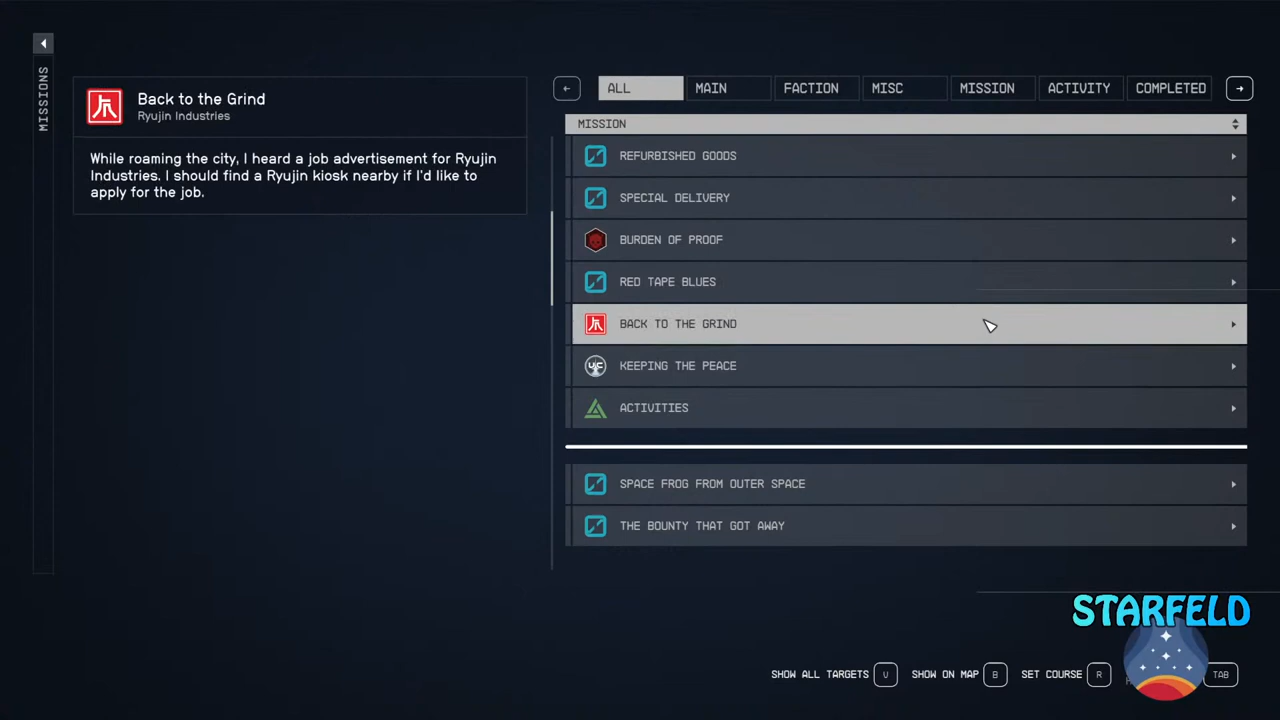 MISSIONS
Back to the Grind
Ryujin Industries
While roaming the city, I heard a job advertisement for Ryujin
Industries. I should find a Ryujin kiosk nearby if I'd like to
apply for the job.
ALL MAIN FACTION MISC MISSION ACTIVITY COMPLETED
MISSION
REFURBISHED GOODS
SPECIAL DELIVERY
BURDEN OF PROOF
RED TAPE BLUES
BACK TO THE GRIND
UC KEEPING THE PEACE
ACTIVITIES
SPACE FROG FROM OUTER SPACE
THE BOUNTY THAT GOT AWAY
STARFELD
SHOW ALL TARGETS U SHOW ON MAP B SET COURSE R TAB